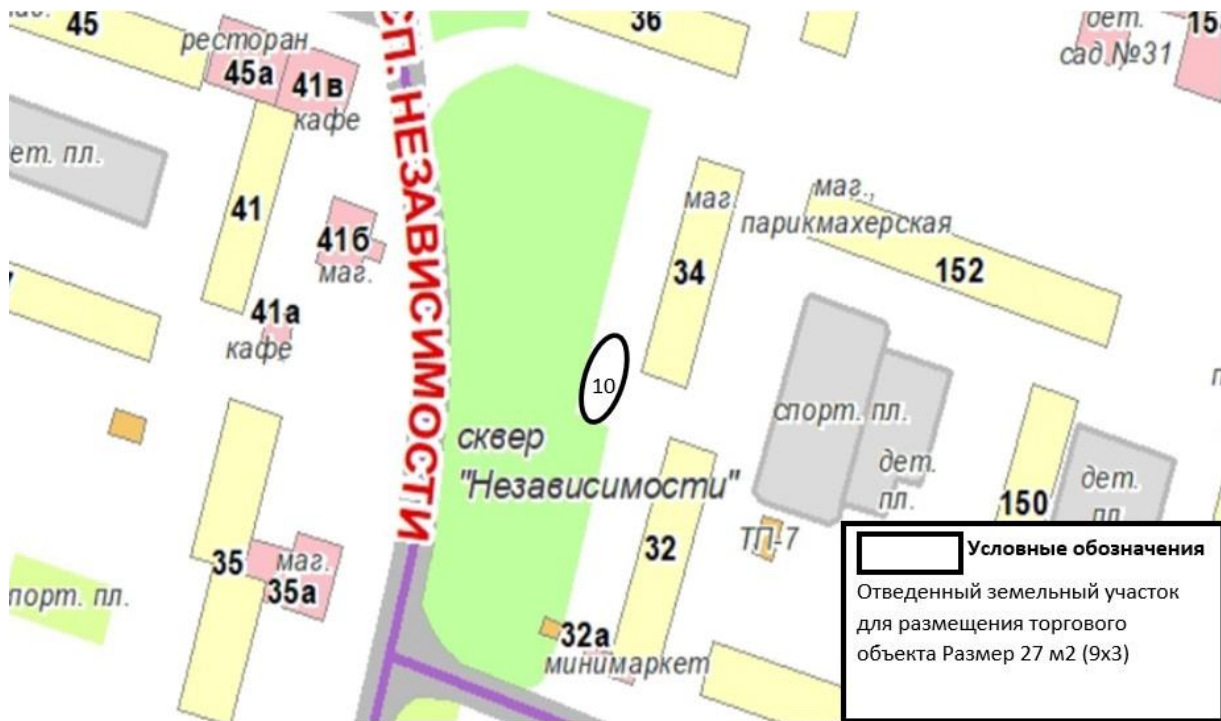 45
ресторан
45а
41в
кафе
36
дет.
сад №31
15
ет. пл.
СП. НЕЗАВИСИМОСТИ
41
41б
маг.
41а
кафе
маг.
34
маг.,
парикмахерская
152
10
сквер
"Независимости"
спорт. пл.
дет.
пл.
150
дет.
пл
32
ТП-7
35
маг.
35а
порт. пл.
32а
минимаркет
Условные обозначения
Отведенный земельный участок
для размещения торгового
объекта Размер 27 м2 (9х3)